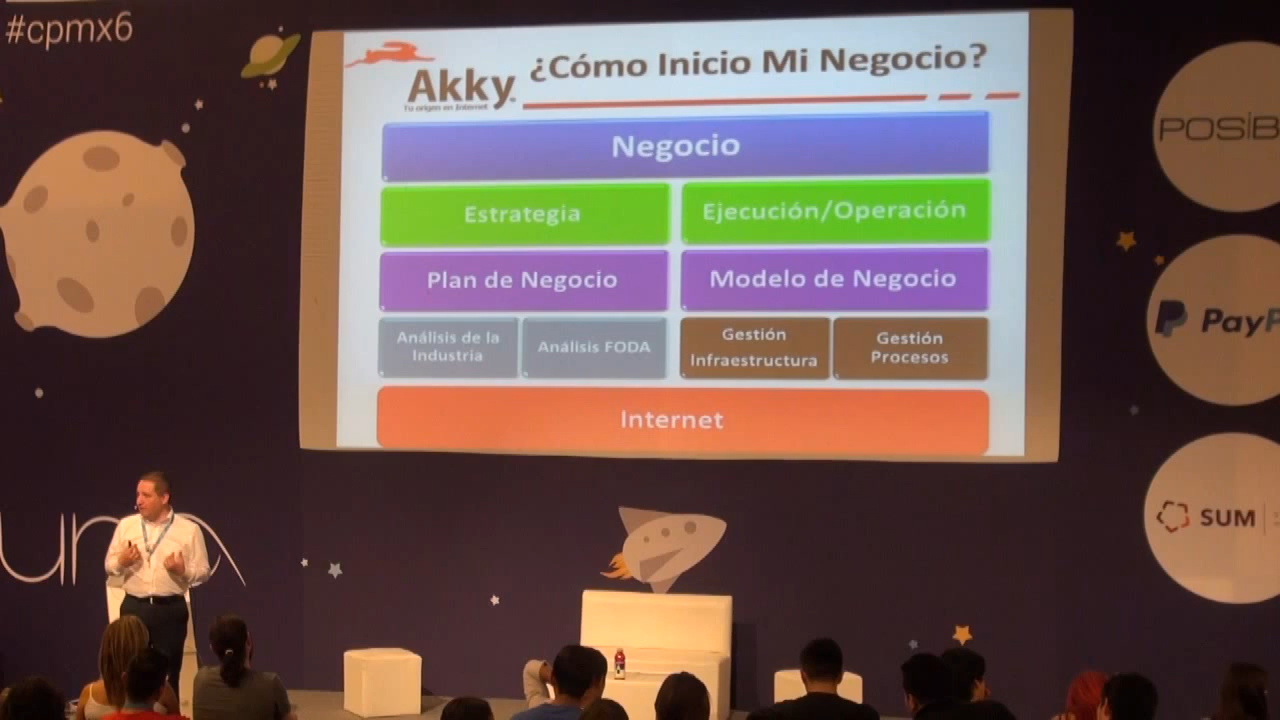 #cpmx6
Akky
Tu origen en Internet
¿Cómo Inicio Mi Negocio?
Negocio
Estrategia
Ejecución/Operación
Plan de Negocio
Modelo de Negocio
Análisis de la
Industria
Análisis FODA
Gestión
Infraestructura
Gestión
Procesos
Internet
POSIB
PayP
SUM